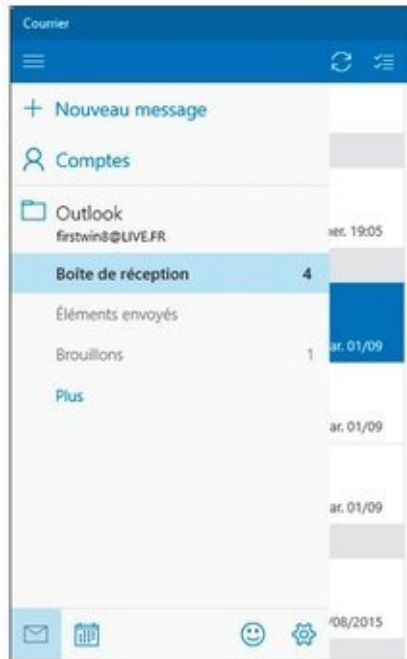 Courrier
Nouveau message
Comptes
Outlook
firstwin8@LIVE.FR
er. 19:05
Boîte de réception 4
Éléments envoyés
Brouillons 1
ar. 01/09
Plus
ar. 01/09
ar. 01/09
/08/2015